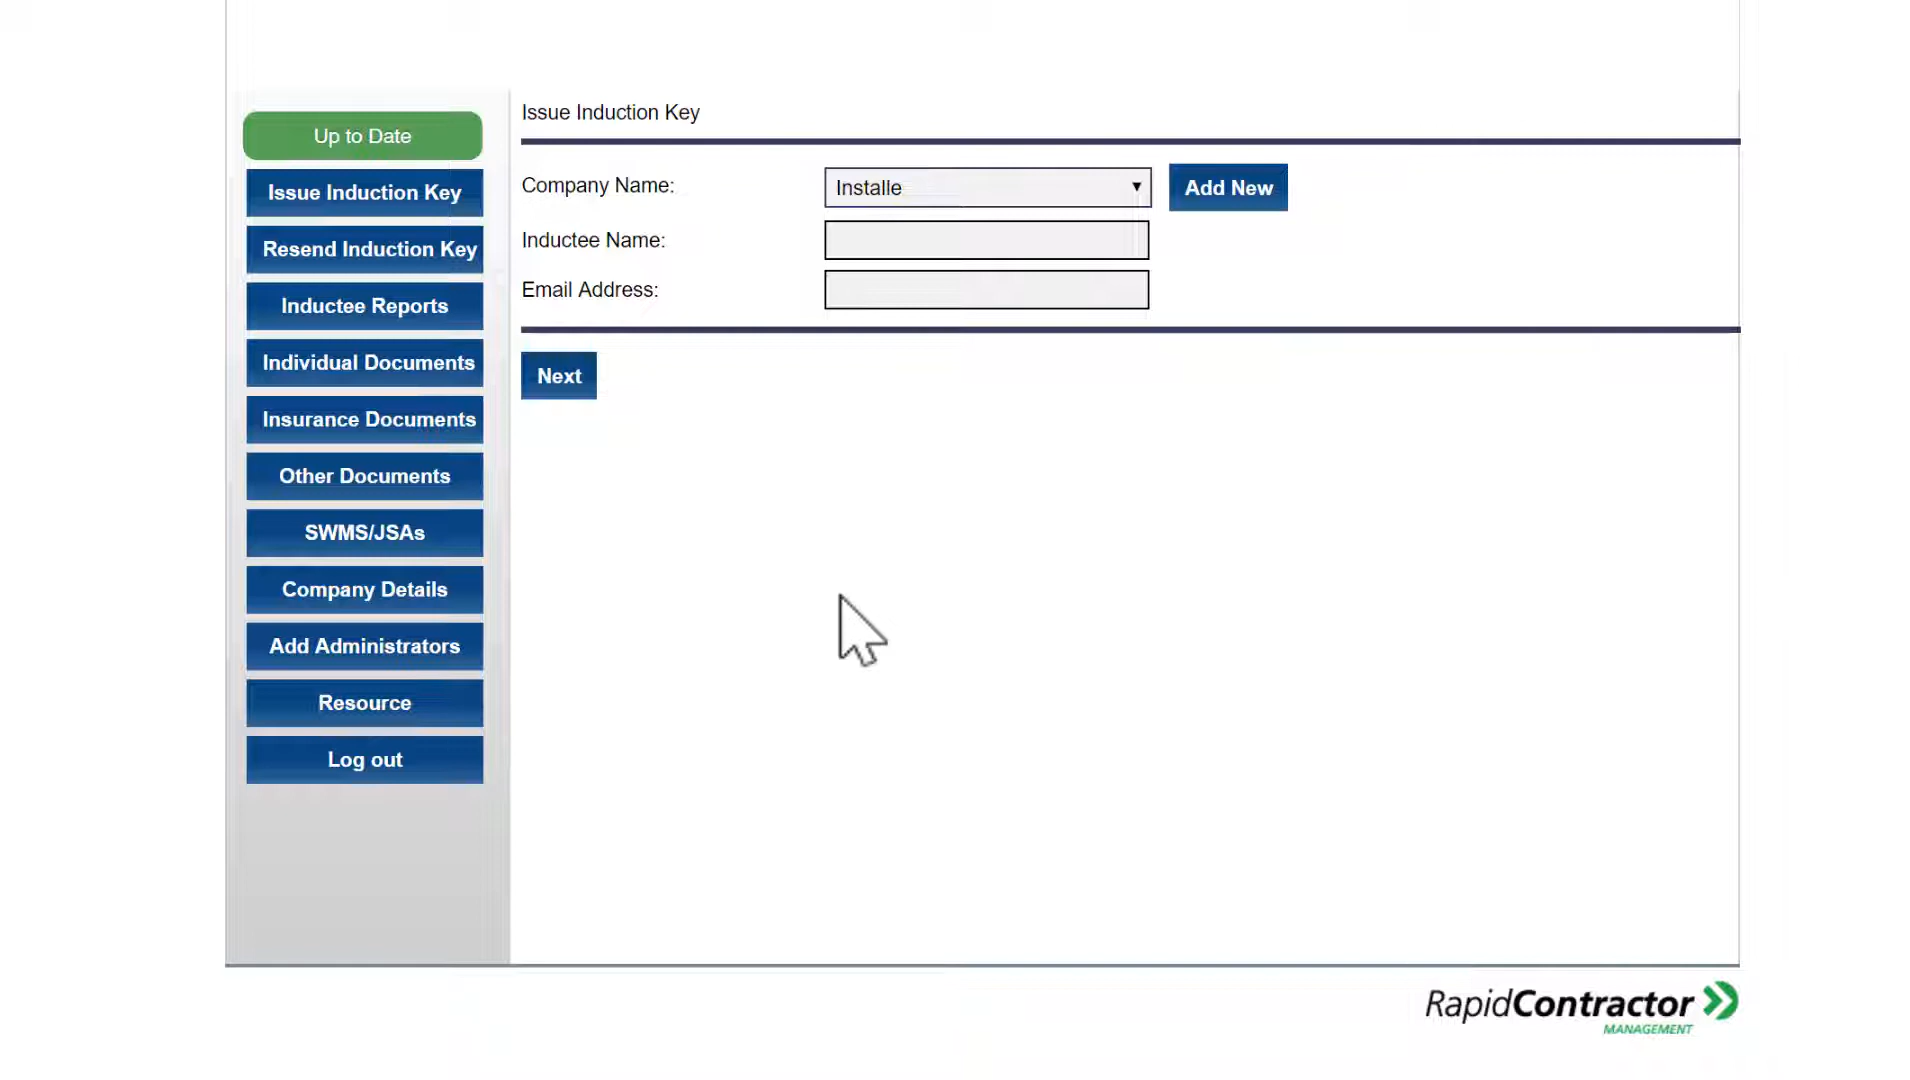 Up to Date
Issue Induction Key
Resend Induction Key
Inductee Reports
Individual Documents
Insurance Documents
Other Documents
SWMS/JSAs
Company Details
Add Administrators
Resource
Log out
Issue Induction Key
Company Name:
Installe
Add New
Inductee Name:
Email Address:
Next
RapidContractor
MANAGEMENT